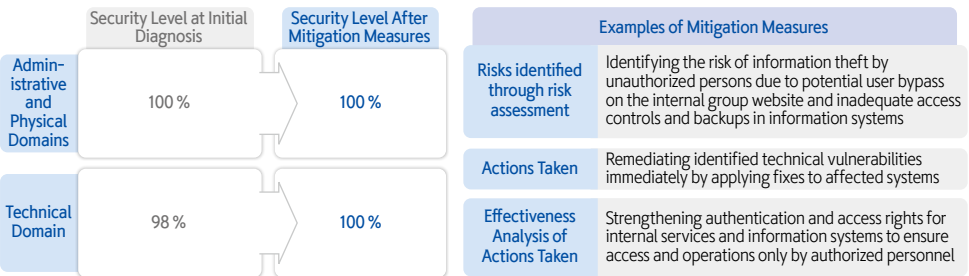 Security Level at Initial
Diagnosis
Security Level After
Mitigation Measures
Admin-
istrative
and
Physical
Domains
100 %
100 %
Technical
Domain
98 %
100 %
Examples of Mitigation Measures
Risks identified
through risk
assessment
Identifying the risk of information theft by
unauthorized persons due to potential user bypass
on the internal group website and inadequate access
controls and backups in information systems
Actions Taken
Remediating identified technical vulnerabilities
immediately by applying fixes to affected systems
Effectiveness
Analysis of
Actions Taken
Strengthening authentication and access rights for
internal services and information systems to ensure
access and operations only by authorized personnel